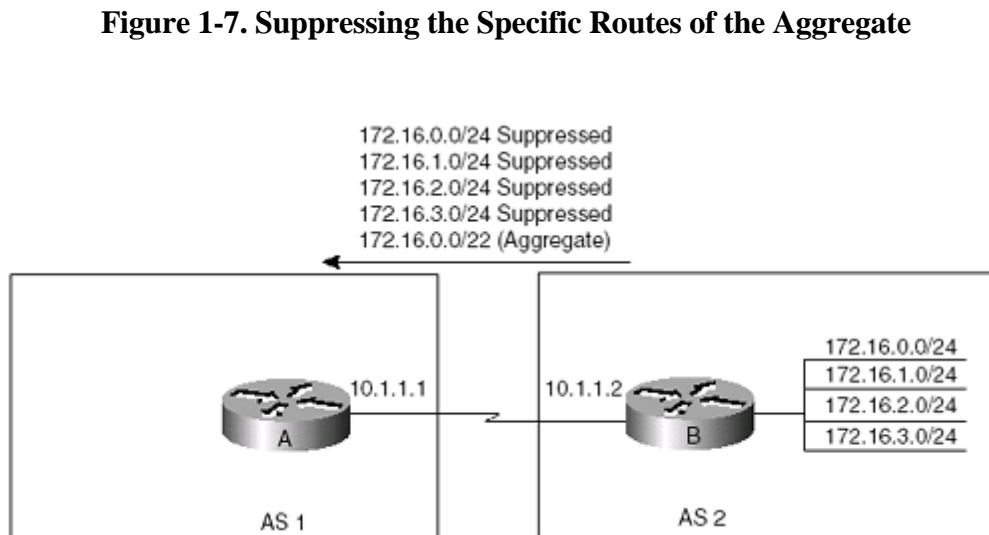 Figure 1-7. Suppressing the Specific Routes of the Aggregate
172.16.0.0/24 Suppressed
172.16.1.0/24 Suppressed
172.16.2.0/24 Suppressed
172.16.3.0/24 Suppressed
172.16.0.0/22 (Aggregate)
172.16.0.0/24
172.16.1.0/24
172.16.2.0/24
172.16.3.0/24
10.1.1.1
10.1.1.2
A
B
AS 1
AS 2